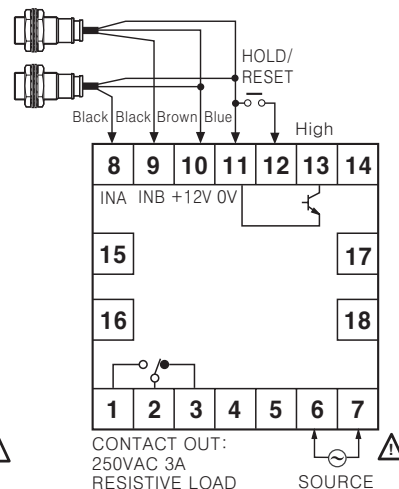 HOLD/
RESET
Black Black Brown Blue
High
8 9 10 11 12 13 14
INA INB +12V 0V
15 17
16 18
1 2 3 4 5 6 7
CONTACT OUT:
250VAC 3A
RESISTIVE LOAD SOURCE